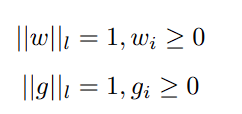 ||w||_l = 1, w_i ≥ 0
||g||_l = 1, g_i ≥ 0